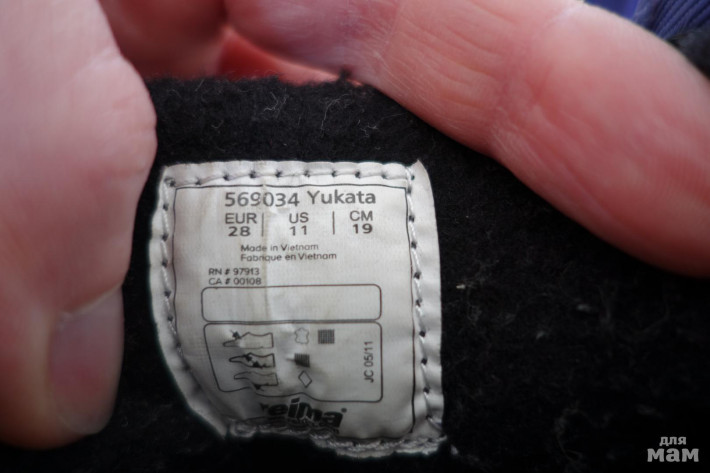 569034 Yukata
EUR US CM
28 11 19
Made in Vietnam
Fabrique en Vietnam
RN # 97913
CA # 00108
JC 05/11
reima
для
мам